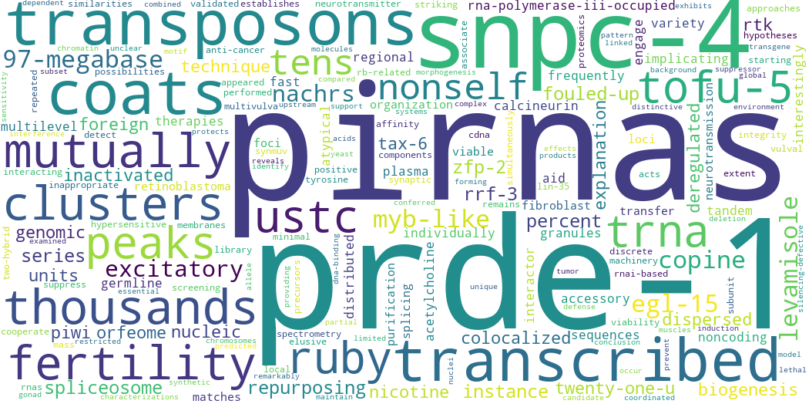 dependent similarities combined validated establishes neurotransmitter striking rna-polymerase-iii-occupied exhibits approaches
transposons snpc-4
chromatin unclear motif anti-cancer molecules pattern linked engage variety rtk hypotheses
97-megabase technique tens regional associate proteomics implicating starting
subset possibilities appeared fast compared rb-related morphogenesis transgene global
coats nachrs nonself frequently fouled-up tofu-5
sensitivity repeated performed multivulva upstream support complex calcineurin background suppressor interestingly
multilevel foreign therapies organization systems affinity cdna distinctive environment
interference detect atypical tax-6 viable simultaneously explanation loci integrity vulval
mutually pirnas
protects foci acids yeast components plasma zfp-2 effects products deregulated neurotransmission
interacting synmuv reveals identify positive tyrosine synaptic aid acts extent
inappropriate inactivated retinoblastoma rrf-3 fibroblast transfer tandem deletion
clusters ustc conferred forming remains lin-35
two-hybrid genomic hypersensitive membranes myb-like percent trna levamisole
examined peaks library minimal individually granules discrete machinery
series excitatory distributed acetylcholine interactor copine rnai-based silencing-defective
units germline screening allele providing precursors purification splicing dna-binding tumor unique defense accessory dispersed subunit
suppress essential prde-1 egl-15
thousands elusive partial limited viability induction prevent
could cooperate piwi orfeome nucleic spectrometry colocalized sequences noncoding muscles
mass restricted predicted chromosomes conclusion
fertility ruby transcribed
rnas gonad synthetic local remarkably nuclei occur model lethal
spliceosome repurposing nicotine instance twenty-one-u biogenesis
characterizations matches maintain candidate coordinated